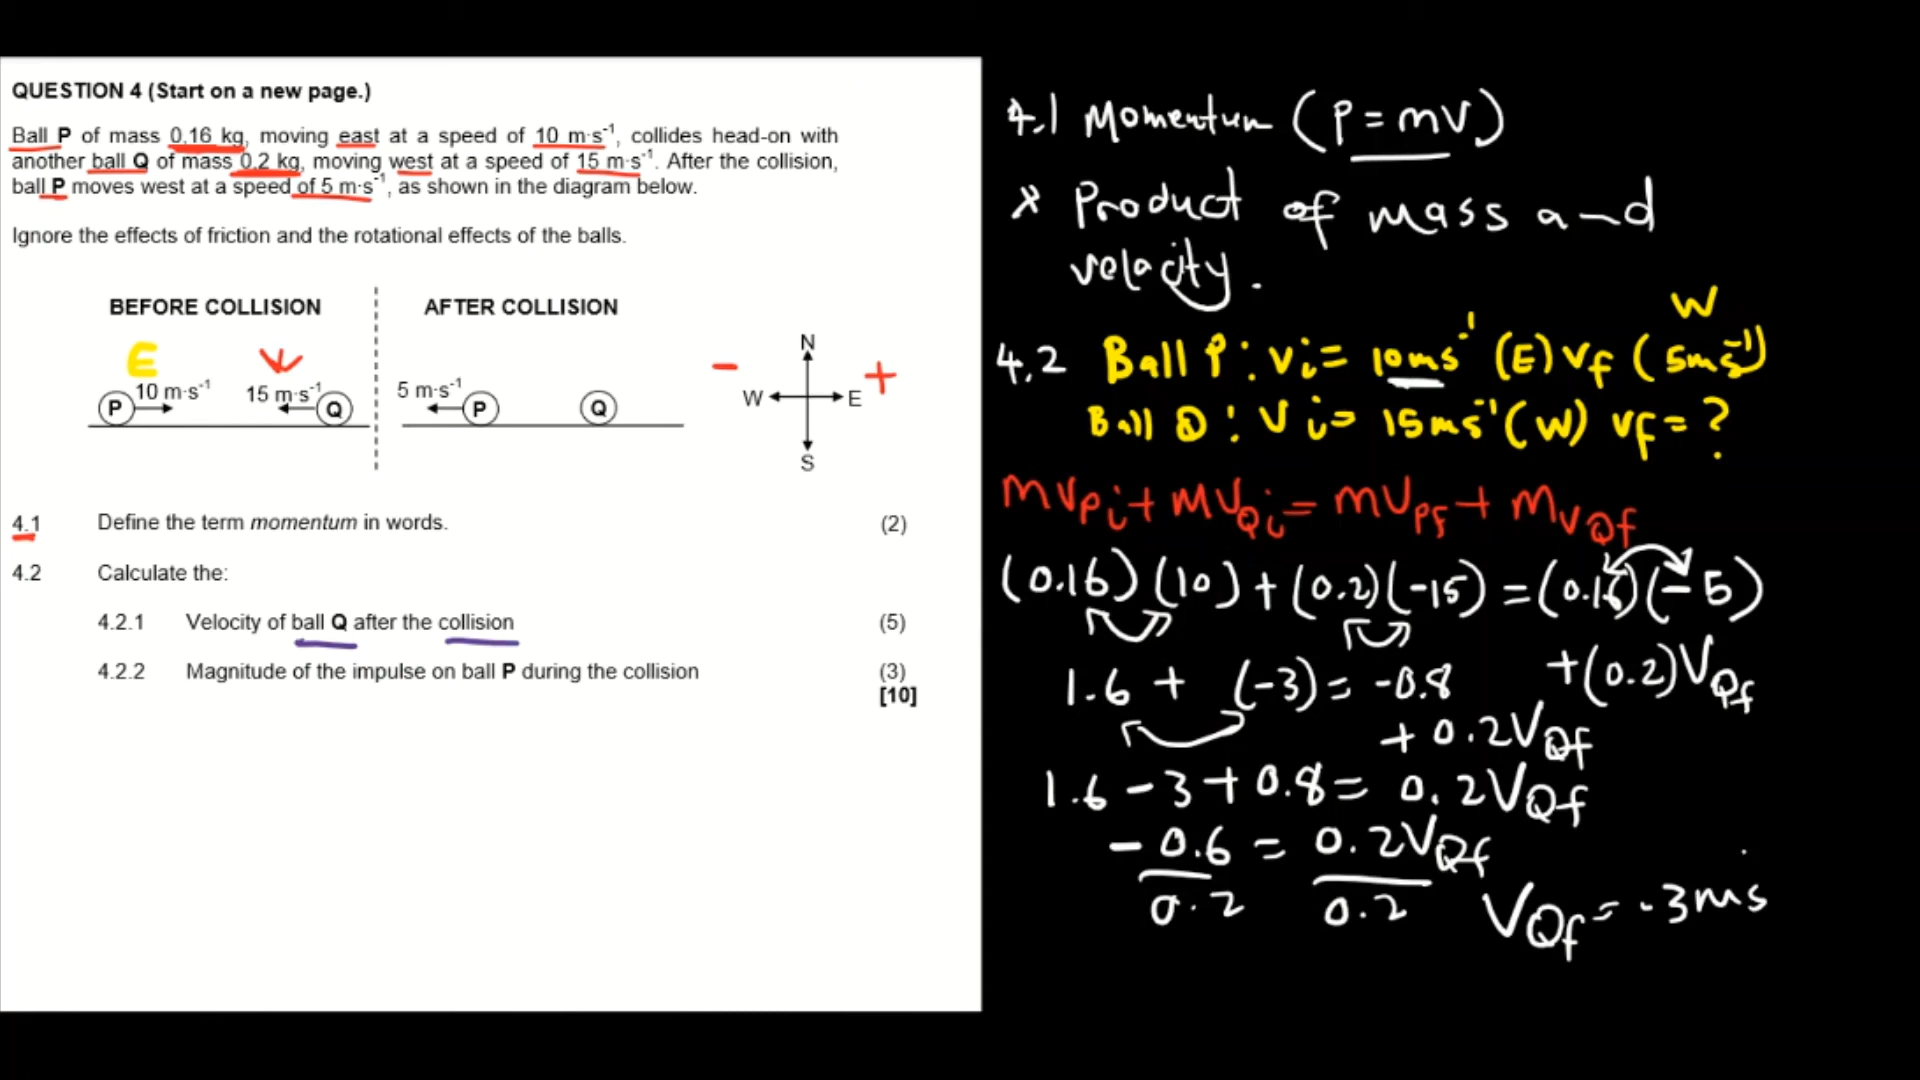 QUESTION 4 (Start on a new page.)
Ball P of mass 0,16 kg, moving east at a speed of 10 m·s⁻¹, collides head-on with
another ball Q of mass 0,2 kg, moving west at a speed of 15 m·s⁻¹. After the collision,
ball P moves west at a speed of 5 m·s⁻¹, as shown in the diagram below.
Ignore the effects of friction and the rotational effects of the balls.
BEFORE COLLISION
AFTER COLLISION
E
W
P
10 m·s⁻¹
15 m·s⁻¹
Q
5 m·s⁻¹
P
Q
N
- +
W E
S
4.1 Define the term momentum in words. (2)
4.2 Calculate the:
4.2.1 Velocity of ball Q after the collision (5)
4.2.2 Magnitude of the impulse on ball P during the collision (3)
[10]
4.1 Momentum (P = mv)
* Product of mass and
velocity.
W
4.2 Ball P : Vi = 10ms⁻¹ (E) Vf (5ms⁻¹)
Ball Q : Vi = 15ms⁻¹ (W) Vf = ?
mVPi + mVQi = mVPf + mVQf
(0.16)(10) + (0.2)(-15) = (0.16)(-5)
+(0.2)VQf
1.6 + (-3) = -0.8
+ 0.2VQf
1.6 - 3 + 0.8 = 0.2VQf
- 0.6 = 0.2VQf
0.2 0.2
VQf = -3ms